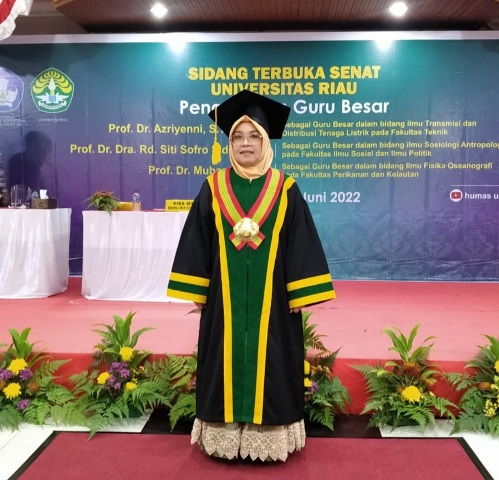 SIDANG TERBUKA SENAT
UNIVERSITAS RIAU
Guru Besar
Prof. Dr. Azriyenni, S.
Sebagai Guru Besar dalam bidang ilmu Transmisi dan
Distribusi Tenaga Listrik pada Fakultas Teknik
Prof. Dr. Dra. Rd. Siti Sofro
Sebagai Guru Besar dalam bidang ilmu Sosiologi Antropolog
pada Fakultas Ilmu Sosial dan Ilmu Politik
Prof. Dr. Muba
Sebagai Guru Besar dalam bidang Ilmu Fisika Oseanografi
pada Fakultas Perikanan dan Kelautan
Juni 2022
humas u